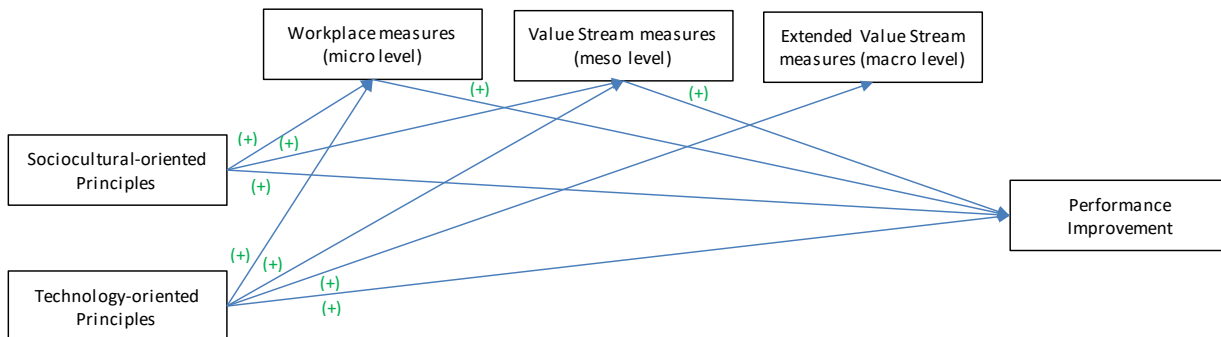 Workplace measures
(micro level)
Value Stream measures
(meso level)
Extended Value Stream
measures (macro level)
(+)
(+)
(+)
(+)
Sociocultural-oriented
Principles
(+)
Performance
Improvement
(+)
(+)
(+)
(+)
Technology-oriented
Principles